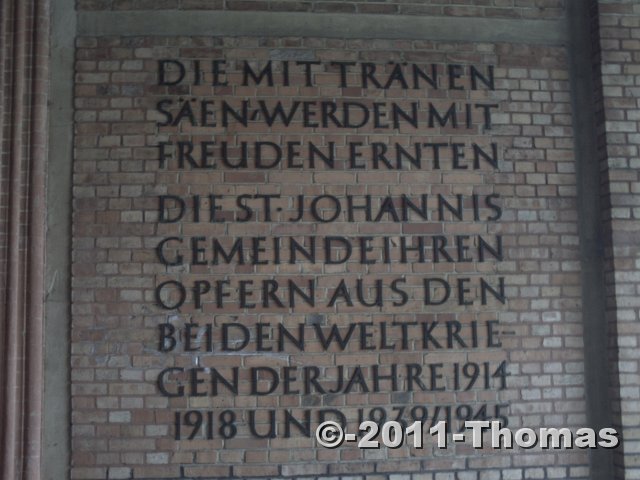 DIE MIT TRÄNEN
SÄEN-WERDEN MIT
FREUDEN ERNTEN
DIE ST. JOHANNIS
GEMEINDE IHREN
OPFERN AUS DEN
BEIDEN WELTKRIE-
GEN DER JAHRE 1914
1918 UND 1939/1945
©-2011-Thomas